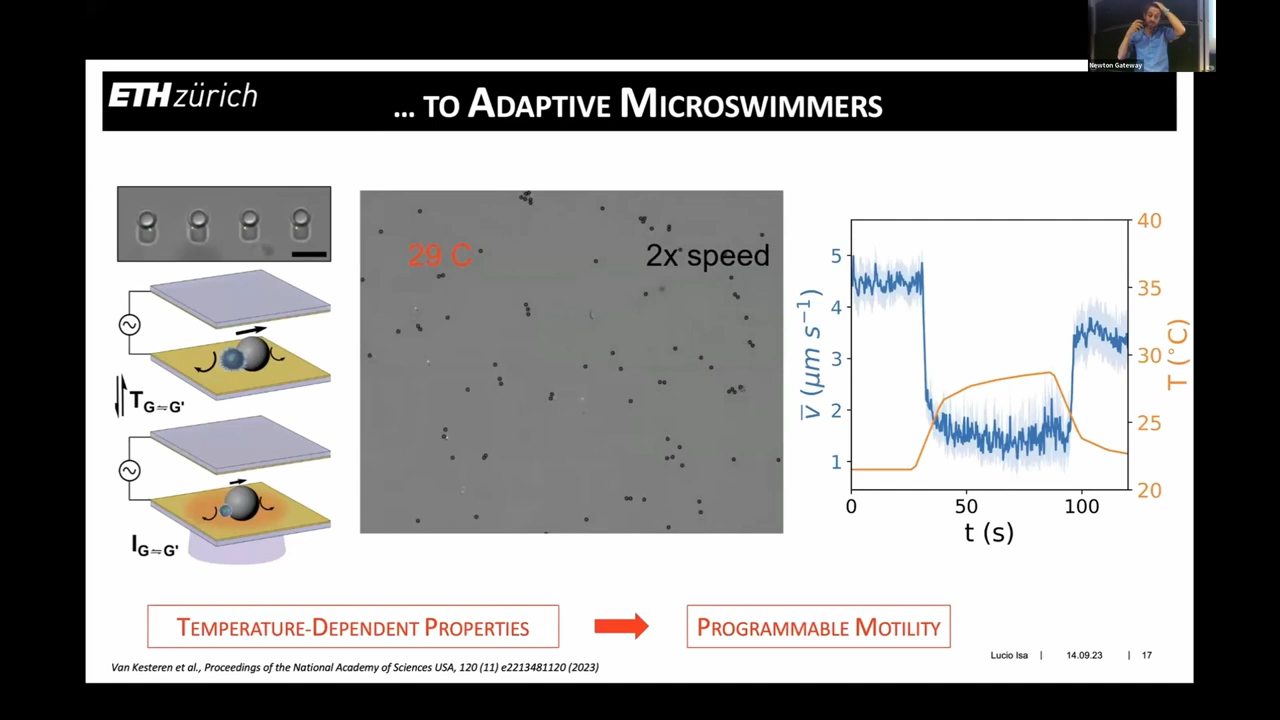 Newton Gateway
ETH zürich
... TO ADAPTIVE MICROSWIMMERS
29 C
2x speed
T G⇌G'
I G⇌G'
5
4
3
2
1
v̅ (μm s⁻¹)
40
35
30
25
20
T (°C)
0 50 100
t (s)
TEMPERATURE-DEPENDENT PROPERTIES
PROGRAMMABLE MOTILITY
Lucio Isa | 14.09.23 | 17
Van Kesteren et al., Proceedings of the National Academy of Sciences USA, 120 (11) e2213481120 (2023)